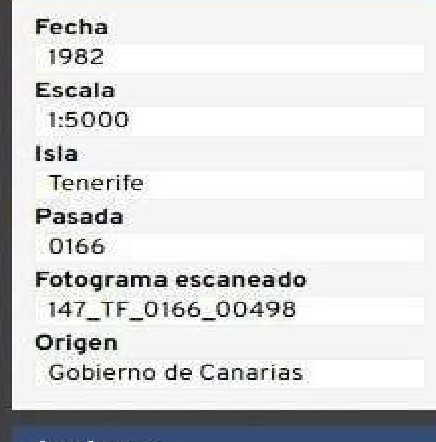 Fecha
1982
Escala
1:5000
Isla
Tenerife
Pasada
0166
Fotograma escaneado
147_TF_0166_00498
Origen
Gobierno de Canarias